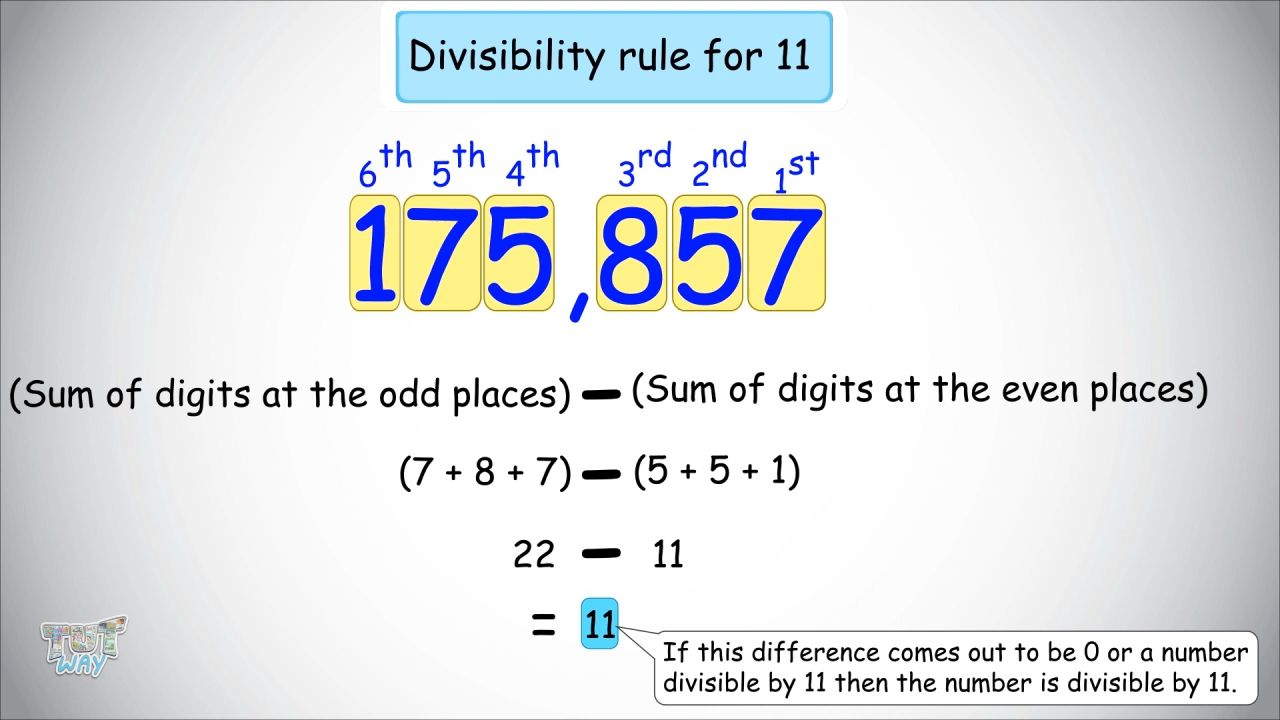 Divisibility rule for 11
6th 5th 4th 3rd 2nd 1st
175,857
(Sum of digits at the odd places) — (Sum of digits at the even places)
(7 + 8 + 7) — (5 + 5 + 1)
22 — 11
= 11
If this difference comes out to be 0 or a number
divisible by 11 then the number is divisible by 11.
TUT
WAY